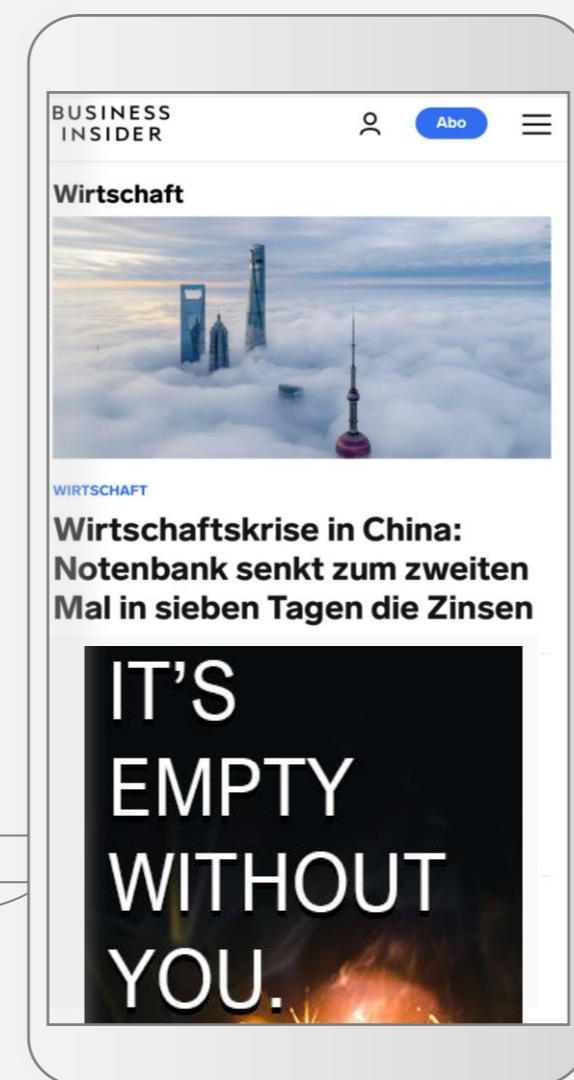 BUSINESS
INSIDER
Abo
Wirtschaft
WIRTSCHAFT
Wirtschaftskrise in China:
Notenbank senkt zum zweiten
Mal in sieben Tagen die Zinsen
IT’S
EMPTY
WITHOUT
YOU.